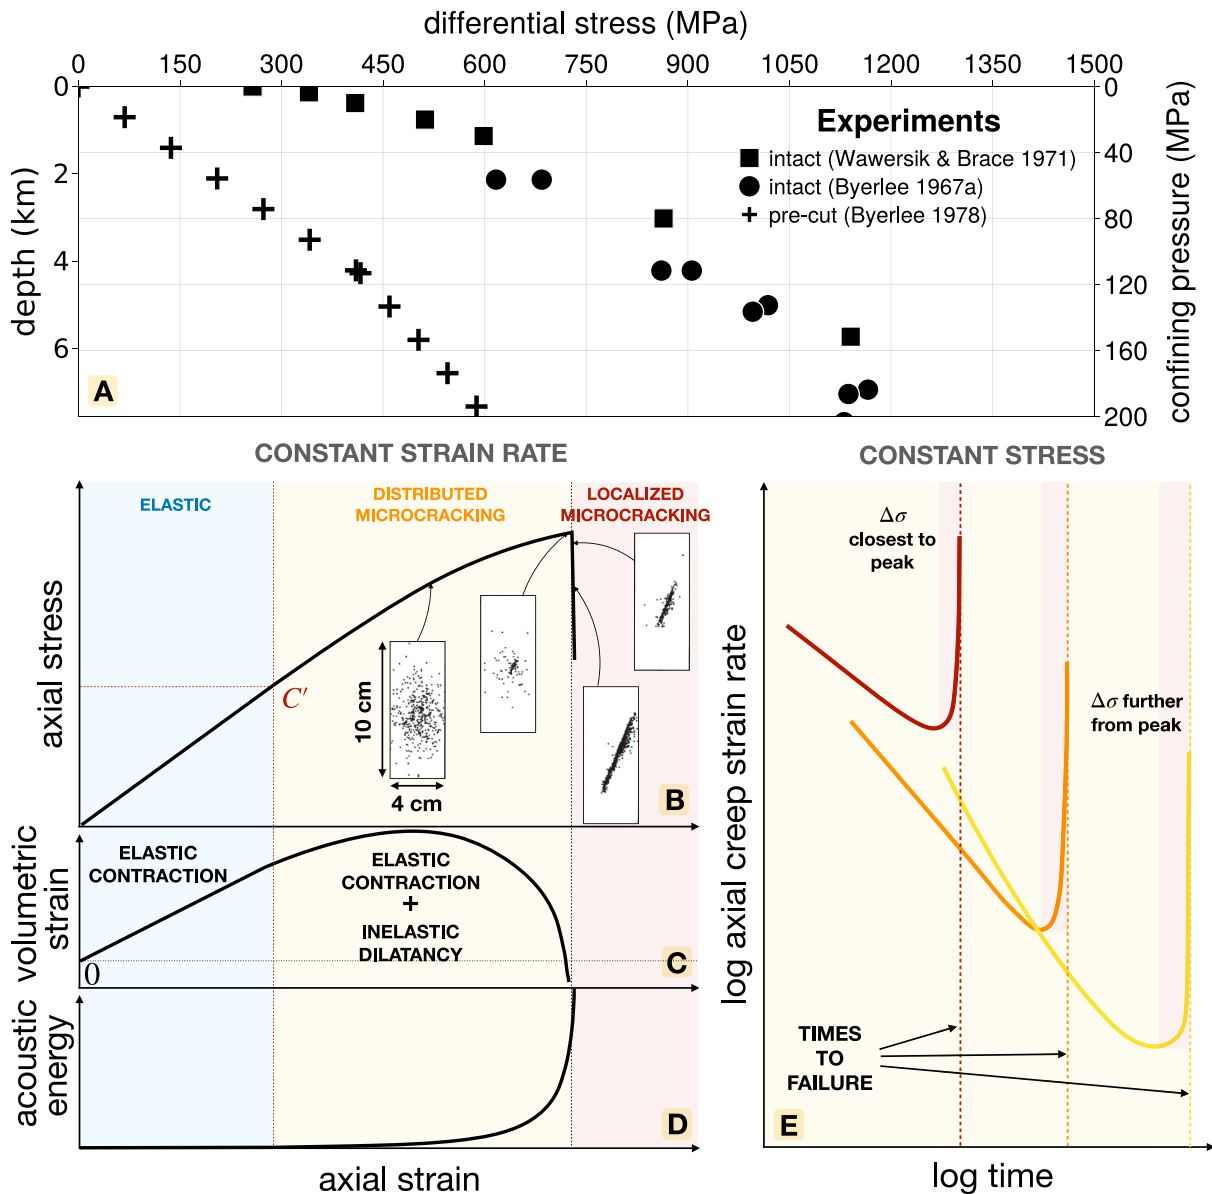 differential stress (MPa)
0 150 300 450 600 750 900 1050 1200 1350 1500
depth (km)
0
2
4
6
confining pressure (MPa)
0
40
80
120
160
200
Experiments
intact (Wawersik & Brace 1971)
intact (Byerlee 1967a)
pre-cut (Byerlee 1978)
A
CONSTANT STRAIN RATE
ELASTIC
DISTRIBUTED
MICROCRACKING
LOCALIZED
MICROCRACKING
axial stress
C′
10 cm
4 cm
B
volumetric
strain
ELASTIC
CONTRACTION
ELASTIC
CONTRACTION
+
INELASTIC
DILATANCY
0
C
acoustic
energy
D
axial strain
CONSTANT STRESS
log axial creep strain rate
Δσ
closest to
peak
Δσ further
from peak
TIMES
TO
FAILURE
E
log time